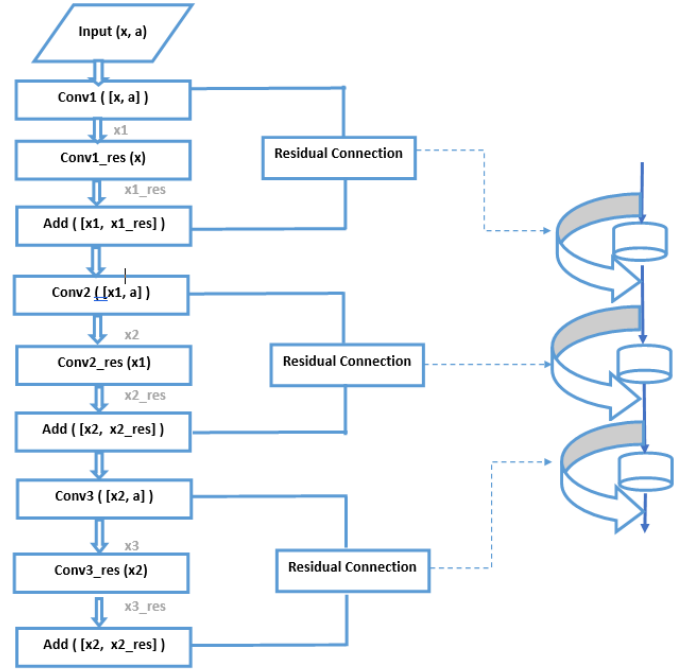 Input (x, a)
Conv1 ( [x, a] )
x1
Conv1_res (x)
x1_res
Add ( [x1, x1_res] )
Residual Connection
Conv2 ( [x1, a] )
x2
Conv2_res (x1)
x2_res
Add ( [x2, x2_res] )
Residual Connection
Conv3 ( [x2, a] )
x3
Conv3_res (x2)
x3_res
Add ( [x2, x2_res] )
Residual Connection